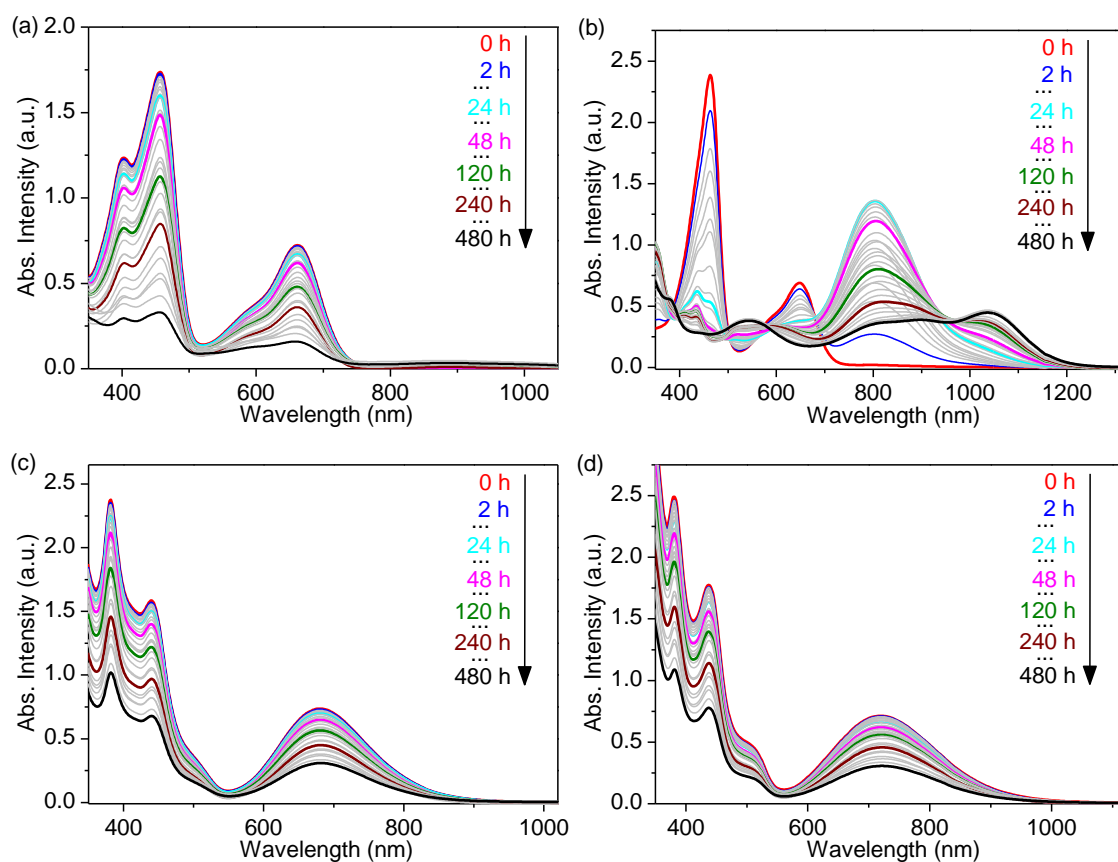 (a)
2.0
1.5
1.0
0.5
0.0
Abs. Intensity (a.u.)
0 h
2 h
...
24 h
...
48 h
...
120 h
...
240 h
...
480 h
400 600 800 1000
Wavelength (nm)
(b)
2.5
2.0
1.5
1.0
0.5
0.0
Abs. Intensity (a.u.)
0 h
2 h
...
24 h
...
48 h
...
120 h
...
240 h
...
480 h
400 600 800 1000 1200
Wavelength (nm)
(c)
2.5
2.0
1.5
1.0
0.5
0.0
Abs. Intensity (a.u.)
0 h
2 h
...
24 h
...
48 h
...
120 h
...
240 h
...
480 h
400 600 800 1000
Wavelength (nm)
(d)
2.5
2.0
1.5
1.0
0.5
0.0
Abs. Intensity (a.u.)
0 h
2 h
...
24 h
...
48 h
...
120 h
...
240 h
...
480 h
400 600 800 1000
Wavelength (nm)